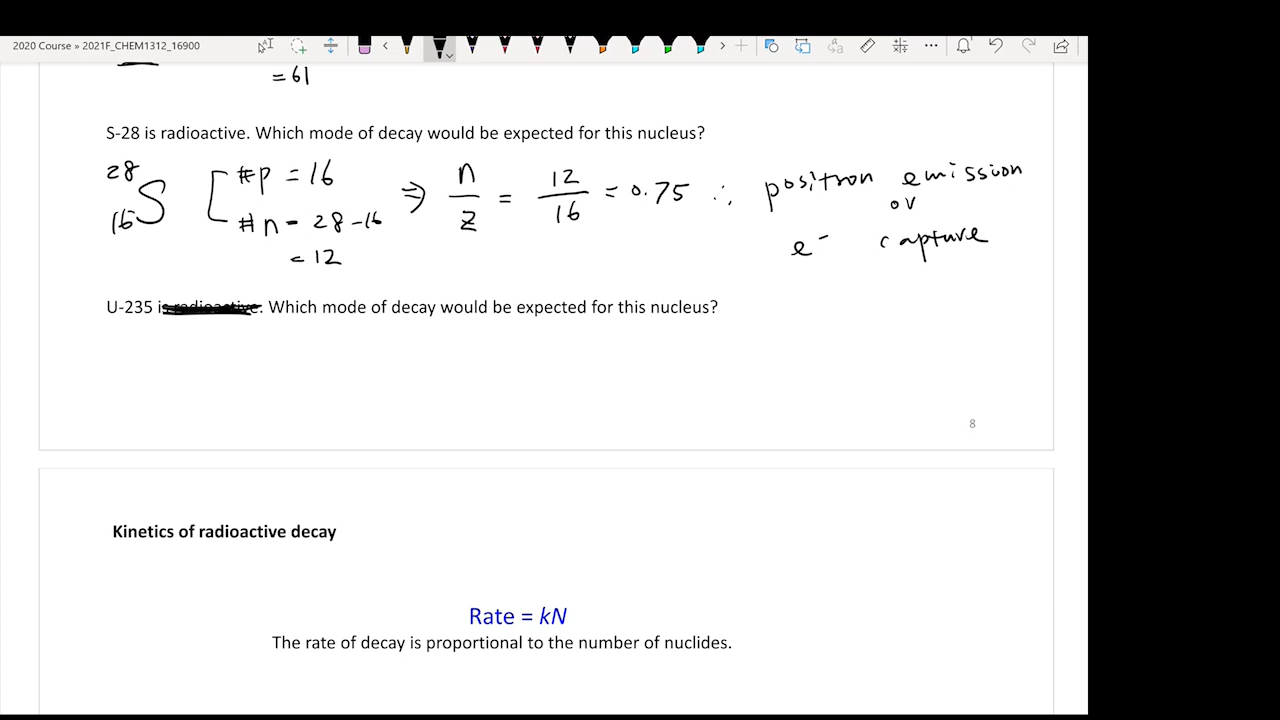 2020 Course » 2021F_CHEM1312_16900
= 61
S-28 is radioactive. Which mode of decay would be expected for this nucleus?
28 16 S [ #p = 16 ⇒ n/z = 12/16 = 0.75 ∴ positron emission
or
#n = 28-16
e⁻ capture
= 12
U-235 is radioactive. Which mode of decay would be expected for this nucleus?
8
Kinetics of radioactive decay
Rate = kN
The rate of decay is proportional to the number of nuclides.